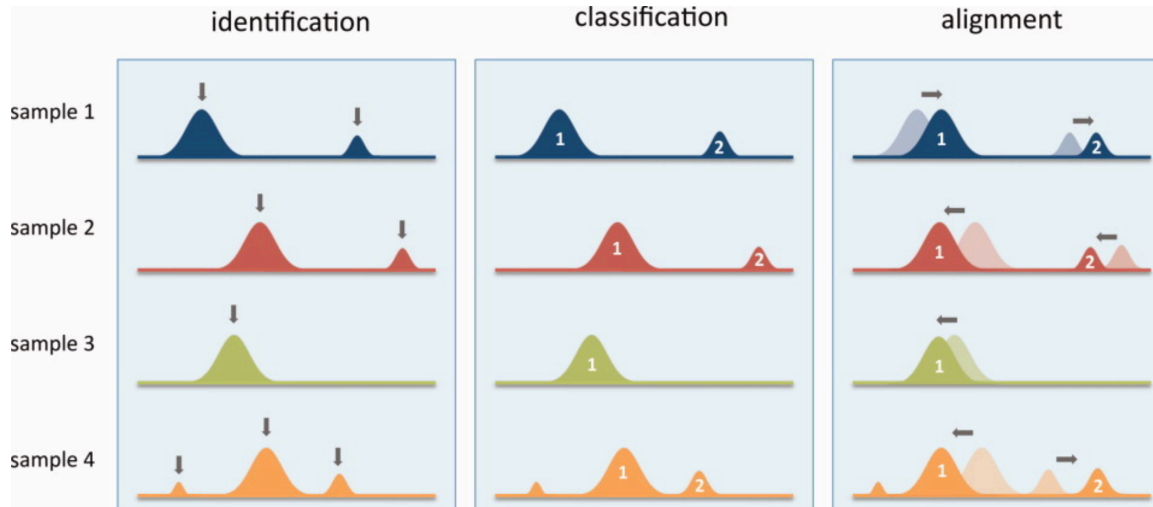 identification classification alignment
sample 1
1 2 1 2
sample 2
1 2 1 2
sample 3
1 1
sample 4
1 2 1 2